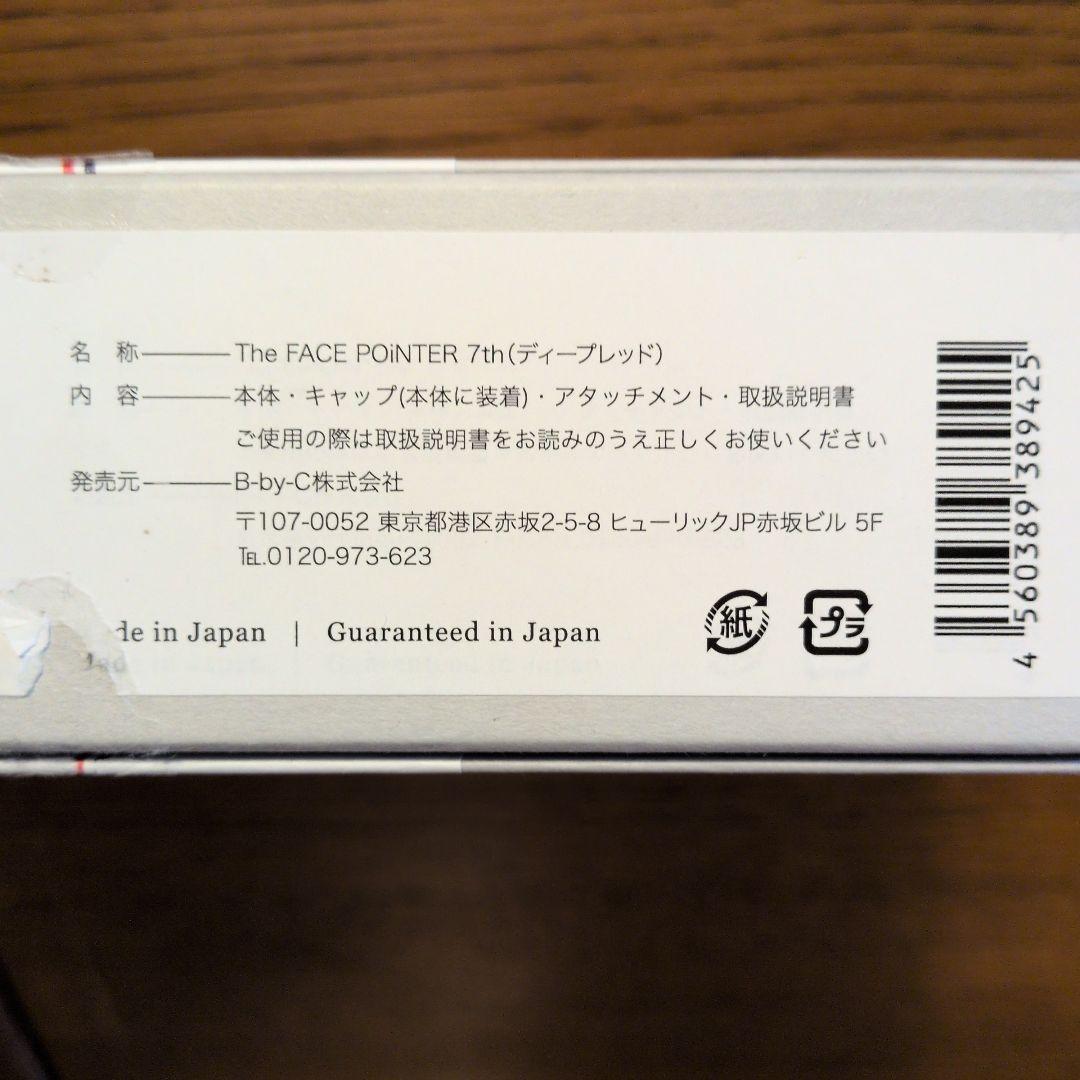 名 称――The FACE POiNTER 7th(ディープレッド)
内 容――本体・キャップ(本体に装着)・アタッチメント・取扱説明書
ご使用の際は取扱説明書をお読みのうえ正しくお使いください
発売元――B-by-C株式会社
〒107-0052 東京都港区赤坂2-5-8 ヒューリックJP赤坂ビル 5F
℡.0120-973-623
de in Japan | Guaranteed in Japan
紙
プラ
4 560389 389425